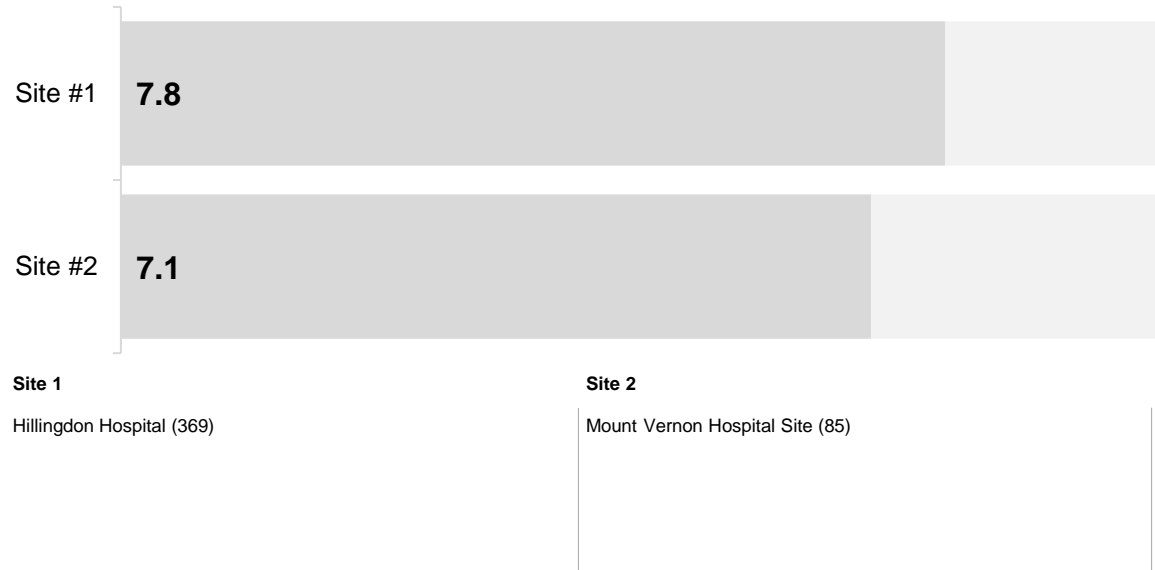 Site #1 7.8
Site #2 7.1
Site 1
Hillingdon Hospital (369)
Site 2
Mount Vernon Hospital Site (85)